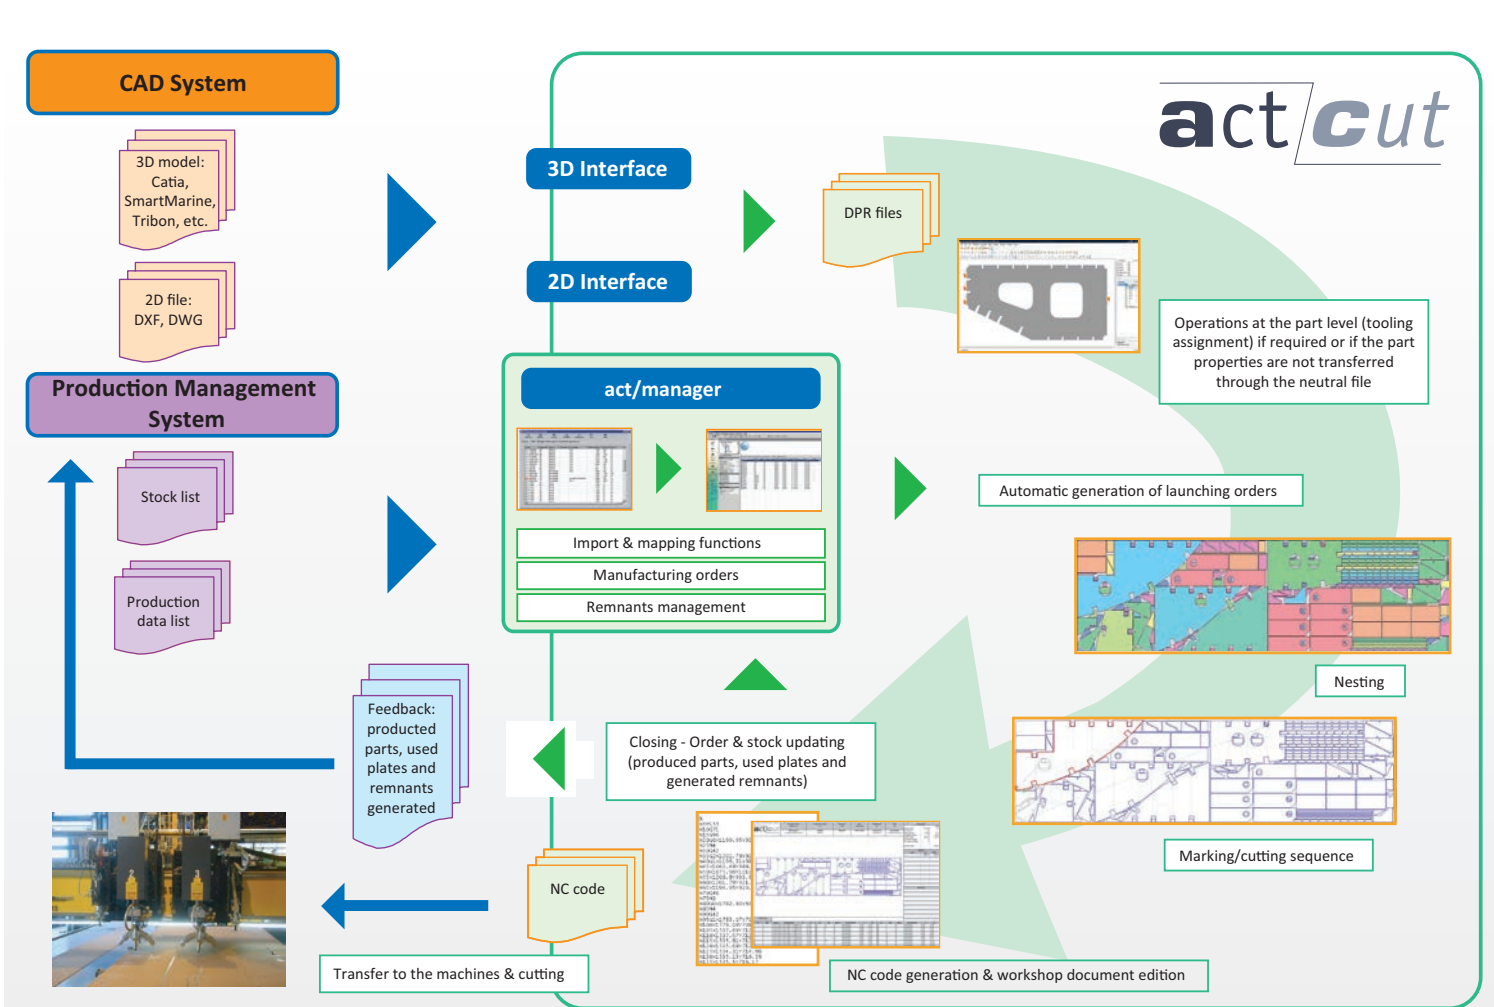 CAD System
3D model:
Catia,
SmartMarine,
Tribon, etc.
2D file:
DXF, DWG
Production Management
System
Stock list
Production
data list
Feedback:
producted
parts, used
plates and
remnants
generated
act/cut
3D Interface
2D Interface
DPR files
Operations at the part level (tooling
assignment) if required or if the part
properties are not transferred
through the neutral file
act/manager
Import & mapping functions
Manufacturing orders
Remnants management
Automatic generation of launching orders
Nesting
Marking/cutting sequence
Closing - Order & stock updating
(produced parts, used plates and
generated remnants)
NC code
NC code generation & workshop document edition
Transfer to the machines & cutting